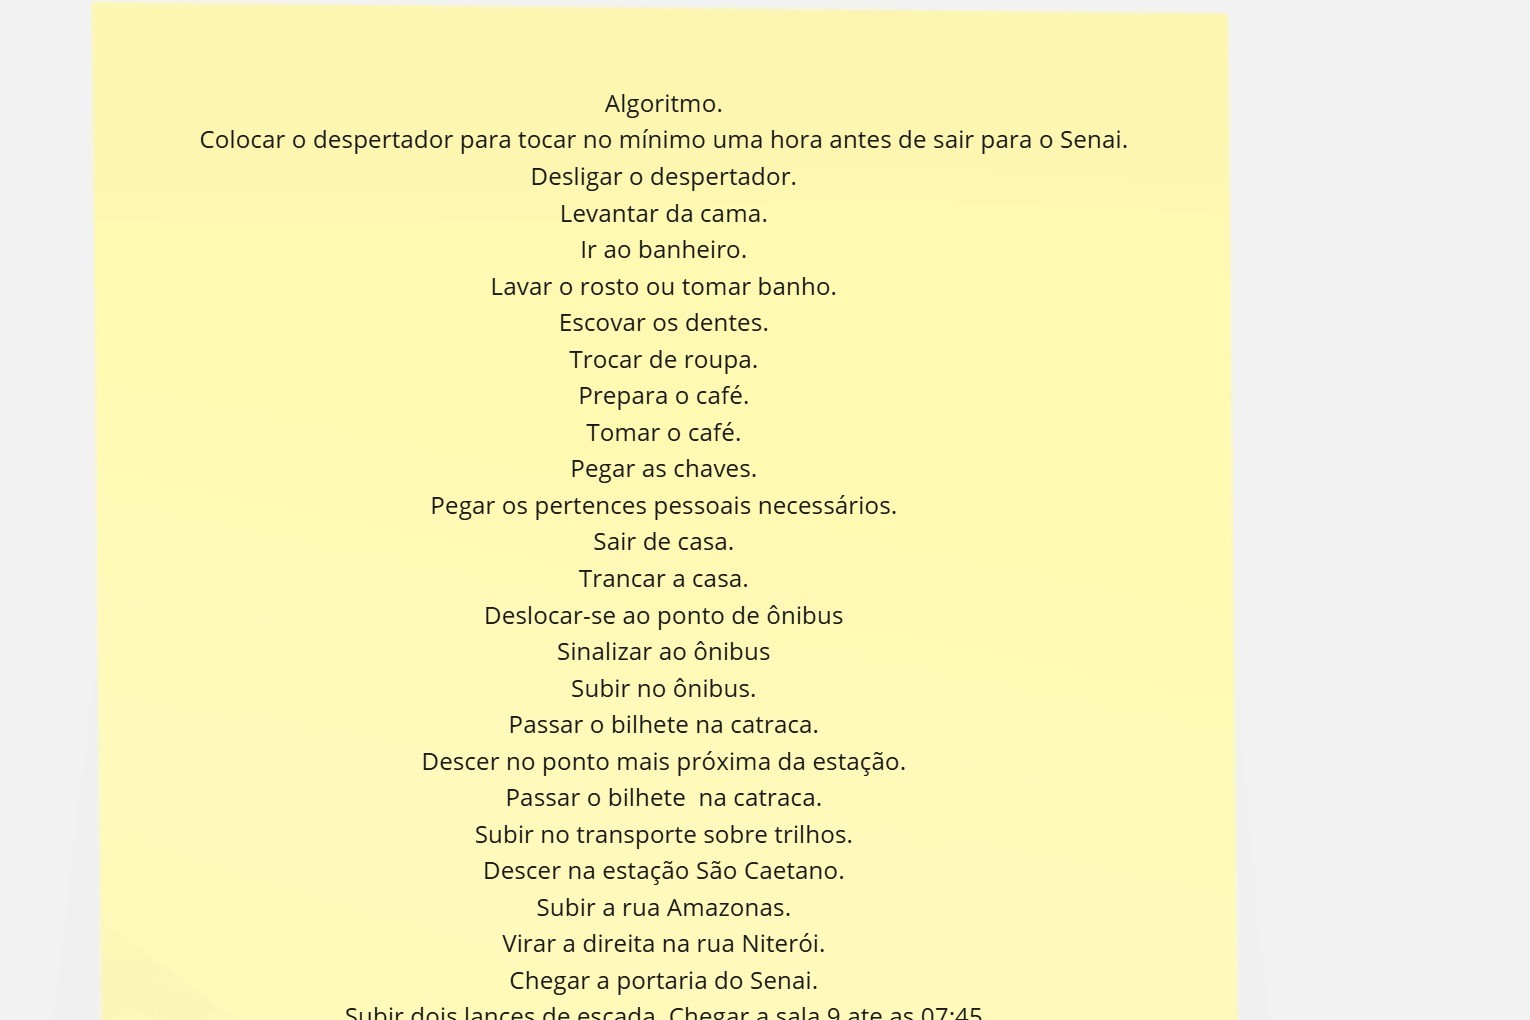 Algoritmo.
Colocar o despertador para tocar no mínimo uma hora antes de sair para o Senai.
Desligar o despertador.
Levantar da cama.
Ir ao banheiro.
Lavar o rosto ou tomar banho.
Escovar os dentes.
Trocar de roupa.
Prepara o café.
Tomar o café.
Pegar as chaves.
Pegar os pertences pessoais necessários.
Sair de casa.
Trancar a casa.
Deslocar-se ao ponto de ônibus
Sinalizar ao ônibus
Subir no ônibus.
Passar o bilhete na catraca.
Descer no ponto mais próxima da estação.
Passar o bilhete  na catraca.
Subir no transporte sobre trilhos.
Descer na estação São Caetano.
Subir a rua Amazonas.
Virar a direita na rua Niterói.
Chegar a portaria do Senai.
Subir dois lances de escada. Chegar a sala 9 ate as 07:45